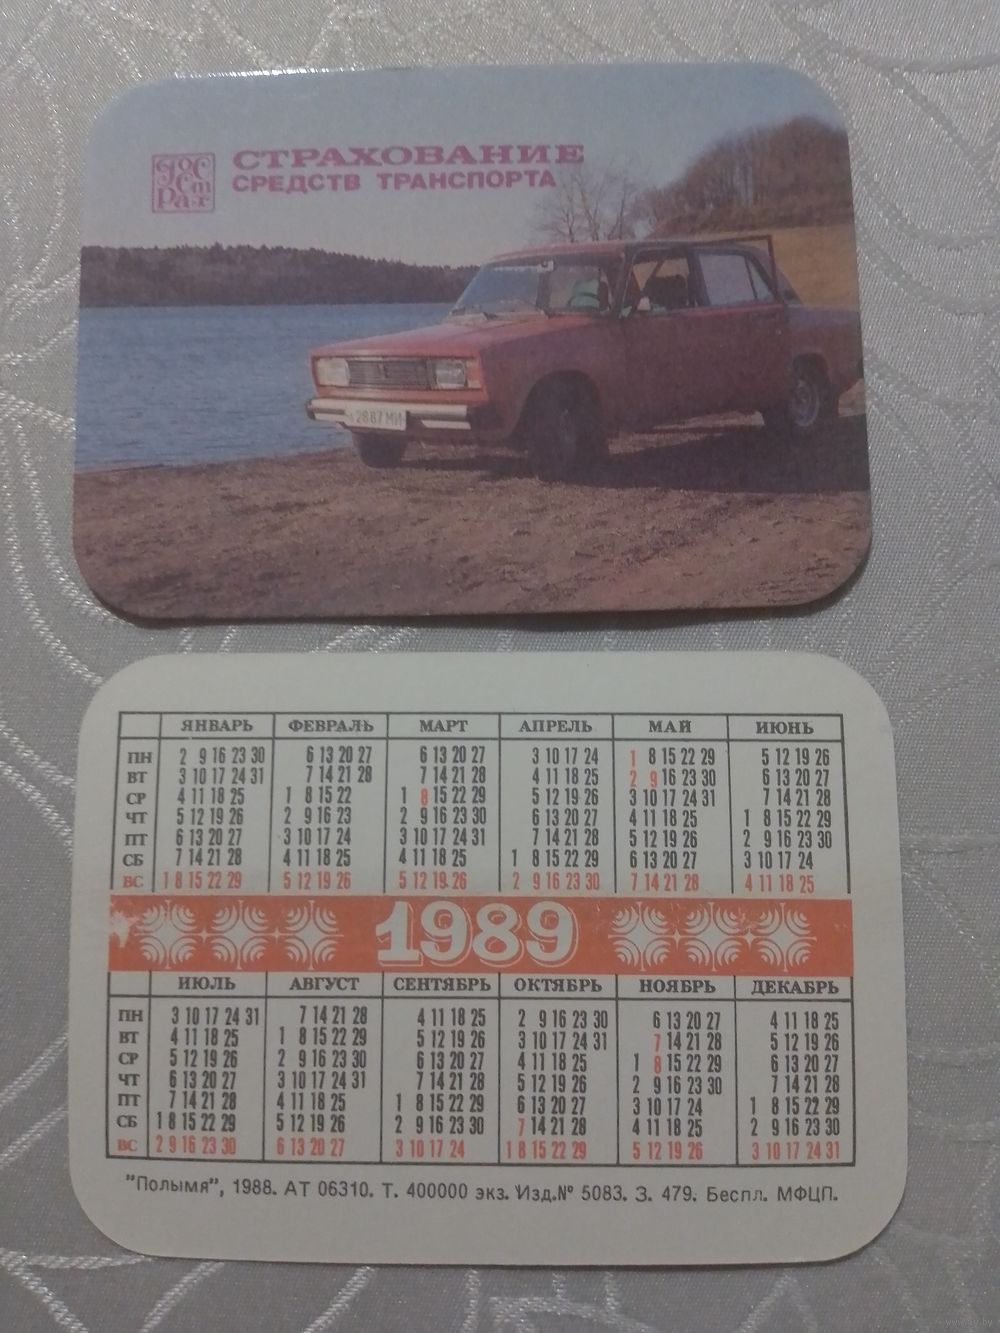 Гос
Ст
Рах
СТРАХОВАНИЕ
СРЕДСТВ ТРАНСПОРТА
2887 МИ
ЯНВАРЬ ФЕВРАЛЬ МАРТ АПРЕЛЬ МАЙ ИЮНЬ
ПН 2 9 16 23 30 6 13 20 27 6 13 20 27 3 10 17 24 1 8 15 22 29 5 12 19 26
ВТ 3 10 17 24 31 7 14 21 28 7 14 21 28 4 11 18 25 2 9 16 23 30 6 13 20 27
СР 4 11 18 25 1 8 15 22 1 8 15 22 29 5 12 19 26 3 10 17 24 31 7 14 21 28
ЧТ 5 12 19 26 2 9 16 23 2 9 16 23 30 6 13 20 27 4 11 18 25 1 8 15 22 29
ПТ 6 13 20 27 3 10 17 24 3 10 17 24 31 7 14 21 28 5 12 19 26 2 9 16 23 30
СБ 7 14 21 28 4 11 18 25 4 11 18 25 1 8 15 22 29 6 13 20 27 3 10 17 24
ВС 1 8 15 22 29 5 12 19 26 5 12 19 26 2 9 16 23 30 7 14 21 28 4 11 18 25
1989
ИЮЛЬ АВГУСТ СЕНТЯБРЬ ОКТЯБРЬ НОЯБРЬ ДЕКАБРЬ
ПН 3 10 17 24 31 7 14 21 28 4 11 18 25 2 9 16 23 30 6 13 20 27 4 11 18 25
ВТ 4 11 18 25 1 8 15 22 29 5 12 19 26 3 10 17 24 31 7 14 21 28 5 12 19 26
СР 5 12 19 26 2 9 16 23 30 6 13 20 27 4 11 18 25 1 8 15 22 29 6 13 20 27
ЧТ 6 13 20 27 3 10 17 24 31 7 14 21 28 5 12 19 26 2 9 16 23 30 7 14 21 28
ПТ 7 14 21 28 4 11 18 25 1 8 15 22 29 6 13 20 27 3 10 17 24 1 8 15 22 29
СБ 1 8 15 22 29 5 12 19 26 2 9 16 23 30 7 14 21 28 4 11 18 25 2 9 16 23 30
ВС 2 9 16 23 30 6 13 20 27 3 10 17 24 1 8 15 22 29 5 12 19 26 3 10 17 24 31
"Полымя", 1988. АТ 06310. Т. 400000 экз. Изд.№ 5083. З. 479. Беспл. МФЦП.